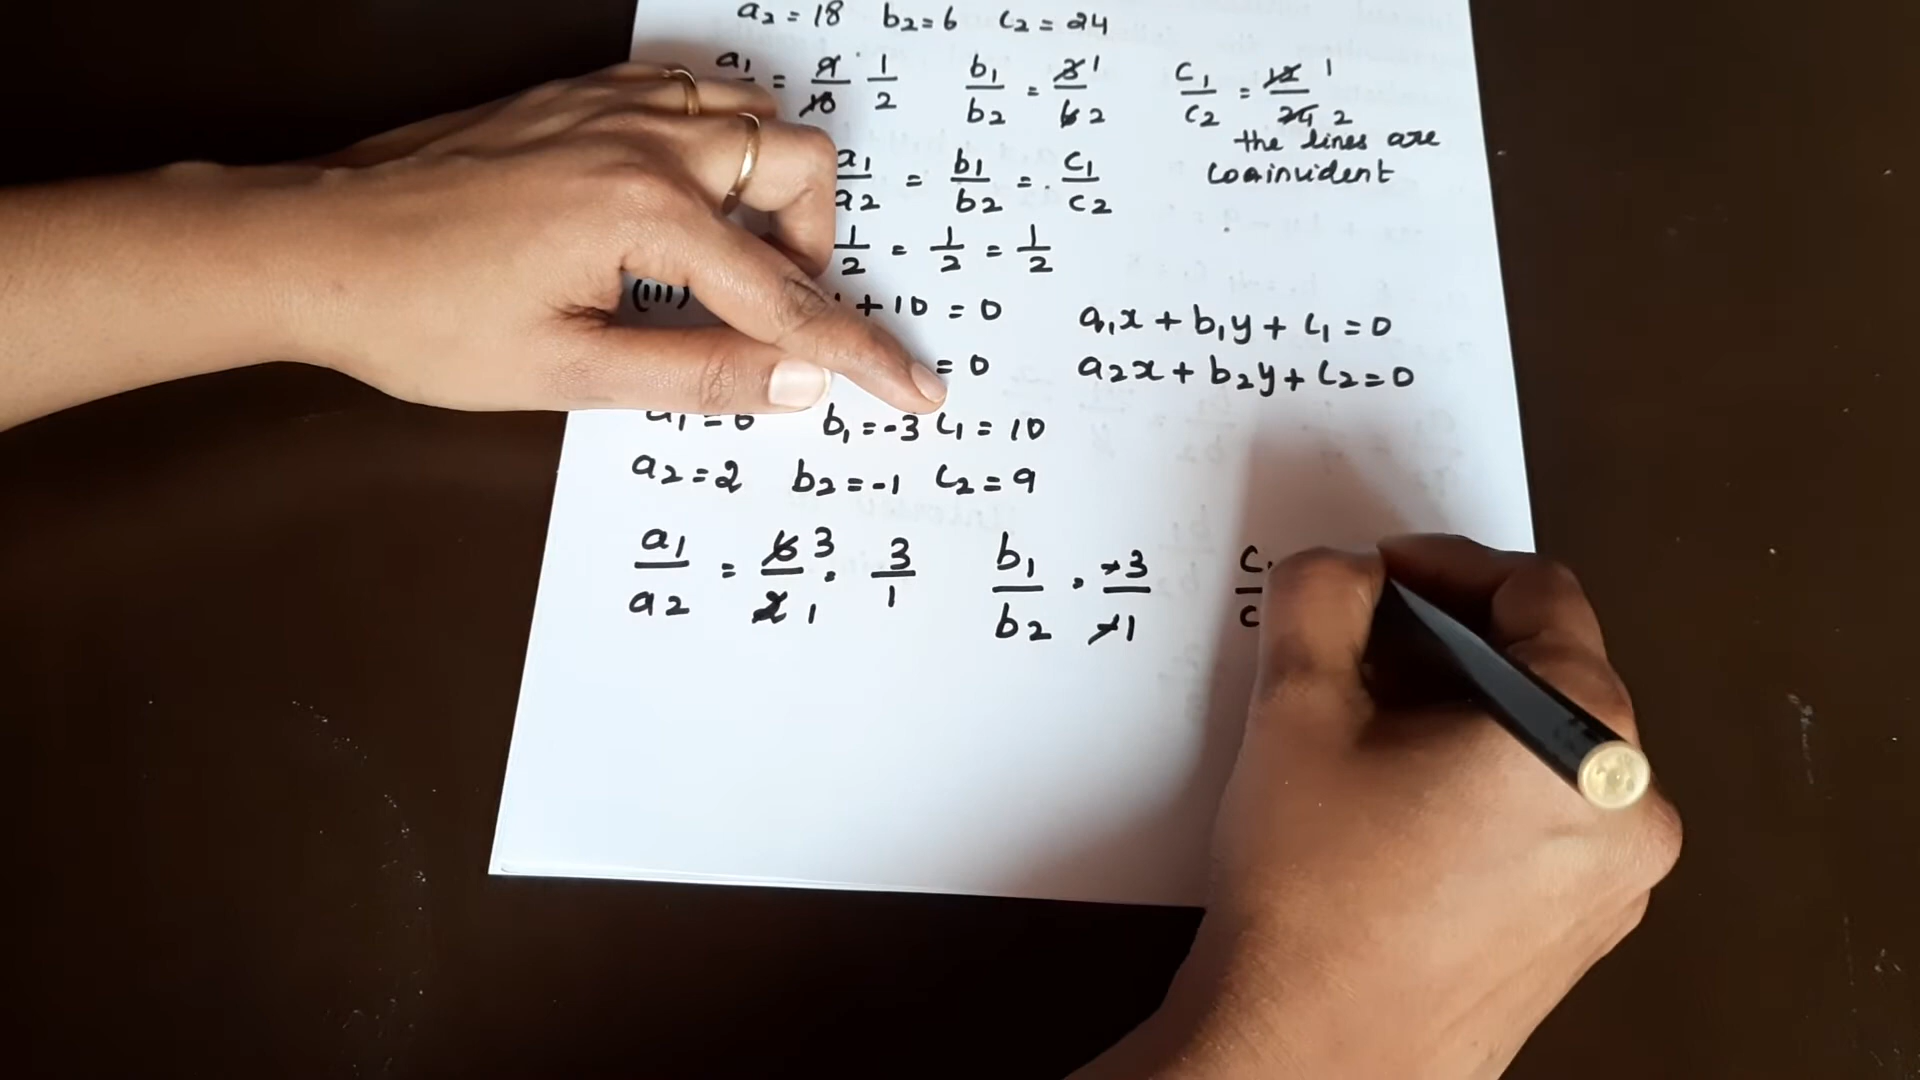 a2 = 18 b2 = 6 c2 = 24
a1 = 9/18 1/2 b1/b2 = 3/6 1/2 c1/c2 = 12/24 1/2
the lines are
coainvident
a1/a2 = b1/b2 = c1/c2
1/2 = 1/2 = 1/2
(iii) + 10 = 0 a1x + b1y + c1 = 0
= 0 a2x + b2y + c2 = 0
a1 = 6 b1 = -3 c1 = 10
a2 = 2 b2 = -1 c2 = 9
a1/a2 = 6/2 3/1 = 3/1 b1/b2 = -3/-1 c/c